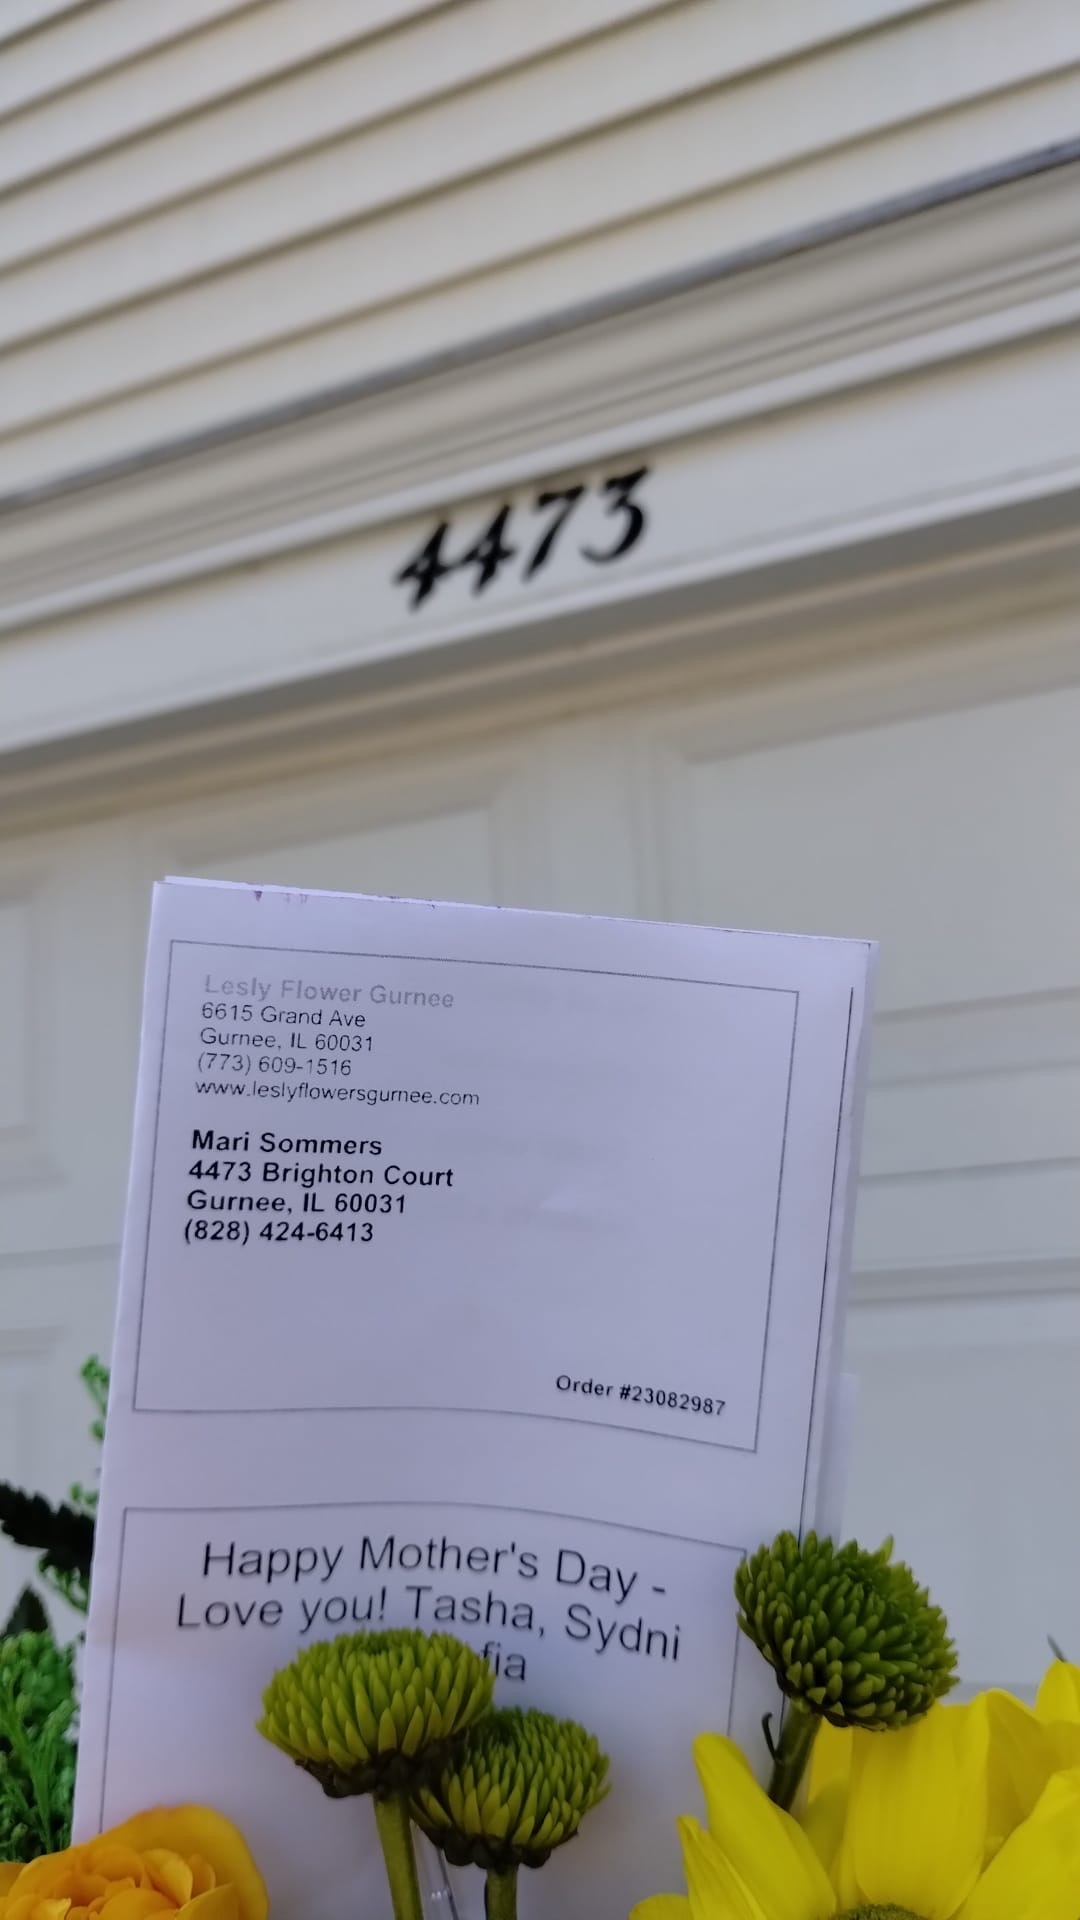 4473
Lesly Flower Gurnee
6615 Grand Ave
Gurnee, IL 60031
(773) 609-1516
www.leslyflowersgurnee.com
Mari Sommers
4473 Brighton Court
Gurnee, IL 60031
(828) 424-6413
Order #23082987
Happy Mother's Day -
Love you! Tasha, Sydni